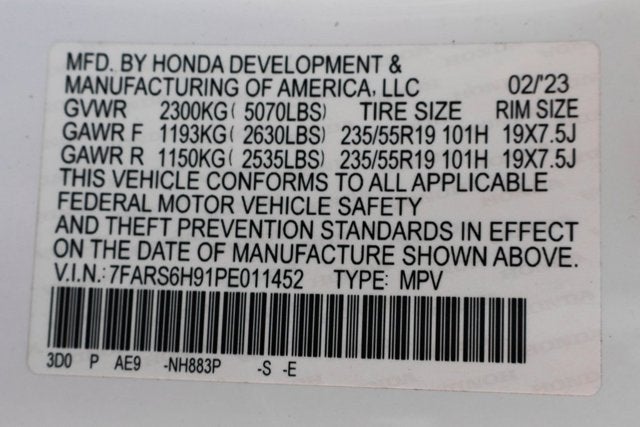 MFD. BY HONDA DEVELOPMENT &
MANUFACTURING OF AMERICA, LLC 02/'23
GVWR 2300KG( 5070LBS) TIRE SIZE RIM SIZE
GAWR F 1193KG( 2630LBS) 235/55R19 101H 19X7.5J
GAWR R 1150KG( 2535LBS) 235/55R19 101H 19X7.5J
THIS VEHICLE CONFORMS TO ALL APPLICABLE
FEDERAL MOTOR VEHICLE SAFETY
AND THEFT PREVENTION STANDARDS IN EFFECT
ON THE DATE OF MANUFACTURE SHOWN ABOVE.
V.I.N.: 7FARS6H91PE011452 TYPE: MPV
3D0 P AE9 -NH883P -S -E